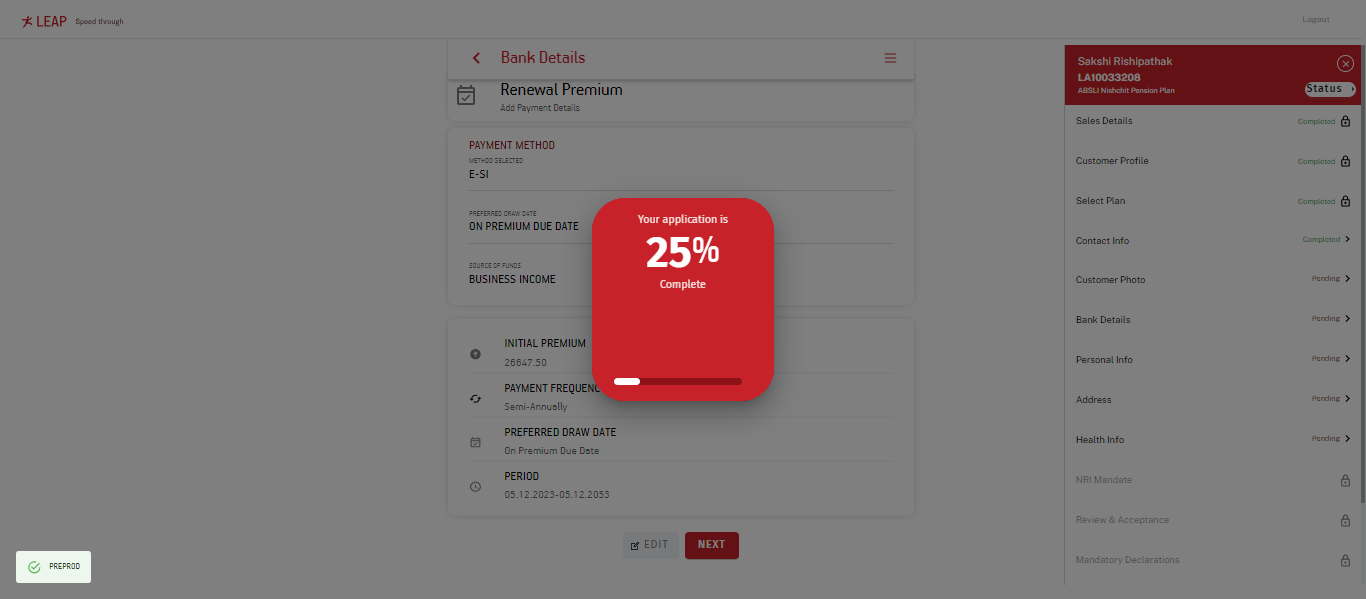 LEAP Speed through
Logout
Bank Details
Renewal Premium
Add Payment Details
PAYMENT METHOD
METHOD SELECTED
E-SI
PREFERRED DRAW DATE
ON PREMIUM DUE DATE
SOURCE OF FUNDS
BUSINESS INCOME
INITIAL PREMIUM
26647.50
PAYMENT FREQUENC
Semi-Annually
PREFERRED DRAW DATE
On Premium Due Date
PERIOD
05.12.2023-05.12.2053
EDIT NEXT
Your application is
25%
Complete
Sakshi Rishipathak
LA10033208
ABSLI Nishchit Pension Plan
Status
Sales Details Completed
Customer Profile Completed
Select Plan Completed
Contact Info Completed
Customer Photo Pending
Bank Details Pending
Personal Info Pending
Address Pending
Health Info Pending
NRI Mandate
Review & Acceptance
Mandatory Declarations
PREPROD